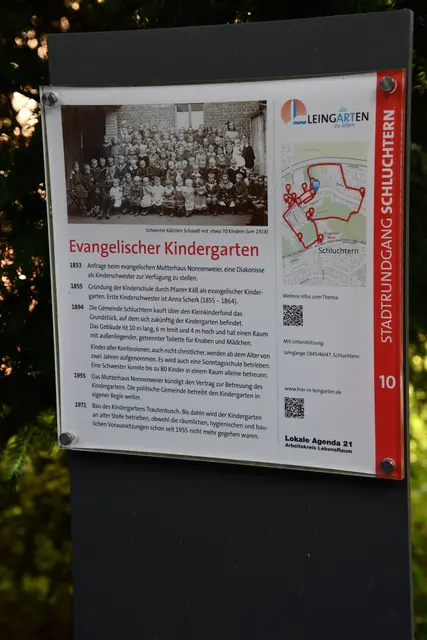 Schwester Käthchen Schaadt mit etwa 70 Kindern (um 1918)
Evangelischer Kindergarten
1853 Anfrage beim evangelischen Mutterhaus Nonnenweier, eine Diakonisse
als Kinderschwester zur Verfügung zu stellen.
1855 Gründung der Kinderschule durch Pfarrer Käß als evangelischer Kinder-
garten. Erste Kinderschwester ist Anna Scherk (1855 – 1864).
1894 Die Gemeinde Schluchtern kauft über den Kleinkinderfond das
Grundstück, auf dem sich zukünftig der Kindergarten befindet.
Das Gebäude ist 10 m lang, 6 m breit und 4 m hoch und hat einen Raum
mit außenliegender, getrennter Toilette für Knaben und Mädchen.
Kinder aller Konfessionen, auch nicht christlicher, werden ab dem Alter von
zwei Jahren aufgenommen. Es wird auch eine Sonntagsschule betrieben.
Eine Schwester konnte bis zu 80 Kinder in einem Raum alleine betreuen.
1955 Das Mutterhaus Nonnenweier kündigt den Vertrag zur Betreuung des
Kindergartens. Die politische Gemeinde betreibt den Kindergarten in
eigener Regie weiter.
1971 Bau des Kindergartens Trautenbusch. Bis dahin wird der Kindergarten
an alter Stelle betrieben, obwohl die räumlichen, hygienischen und bau-
lichen Voraussetzungen schon seit 1955 nicht mehr gegeben waren.
die
LEINGARTEN
zu leben
Schluchtern
Weitere Infos zum Thema
Mit Unterstützung:
Jahrgänge 1945/46/47, Schluchtern
www.hier-in-leingarten.de
Lokale Agenda 21
Arbeitskreis LebensRaum
STADTRUNDGANG SCHLUCHTERN
10